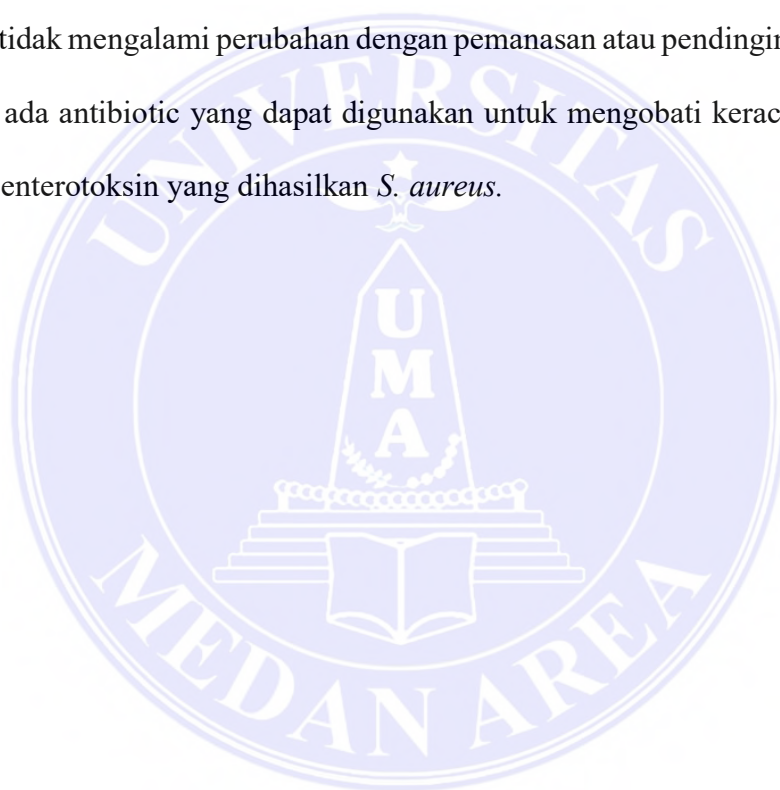 tidak mengalami perubahan dengan pemanasan atau pendingin
ada antibiotic yang dapat digunakan untuk mengobati kerac
enterotoksin yang dihasilkan S. aureus.
UNIVERSITAS
UMA
MEDAN AREA